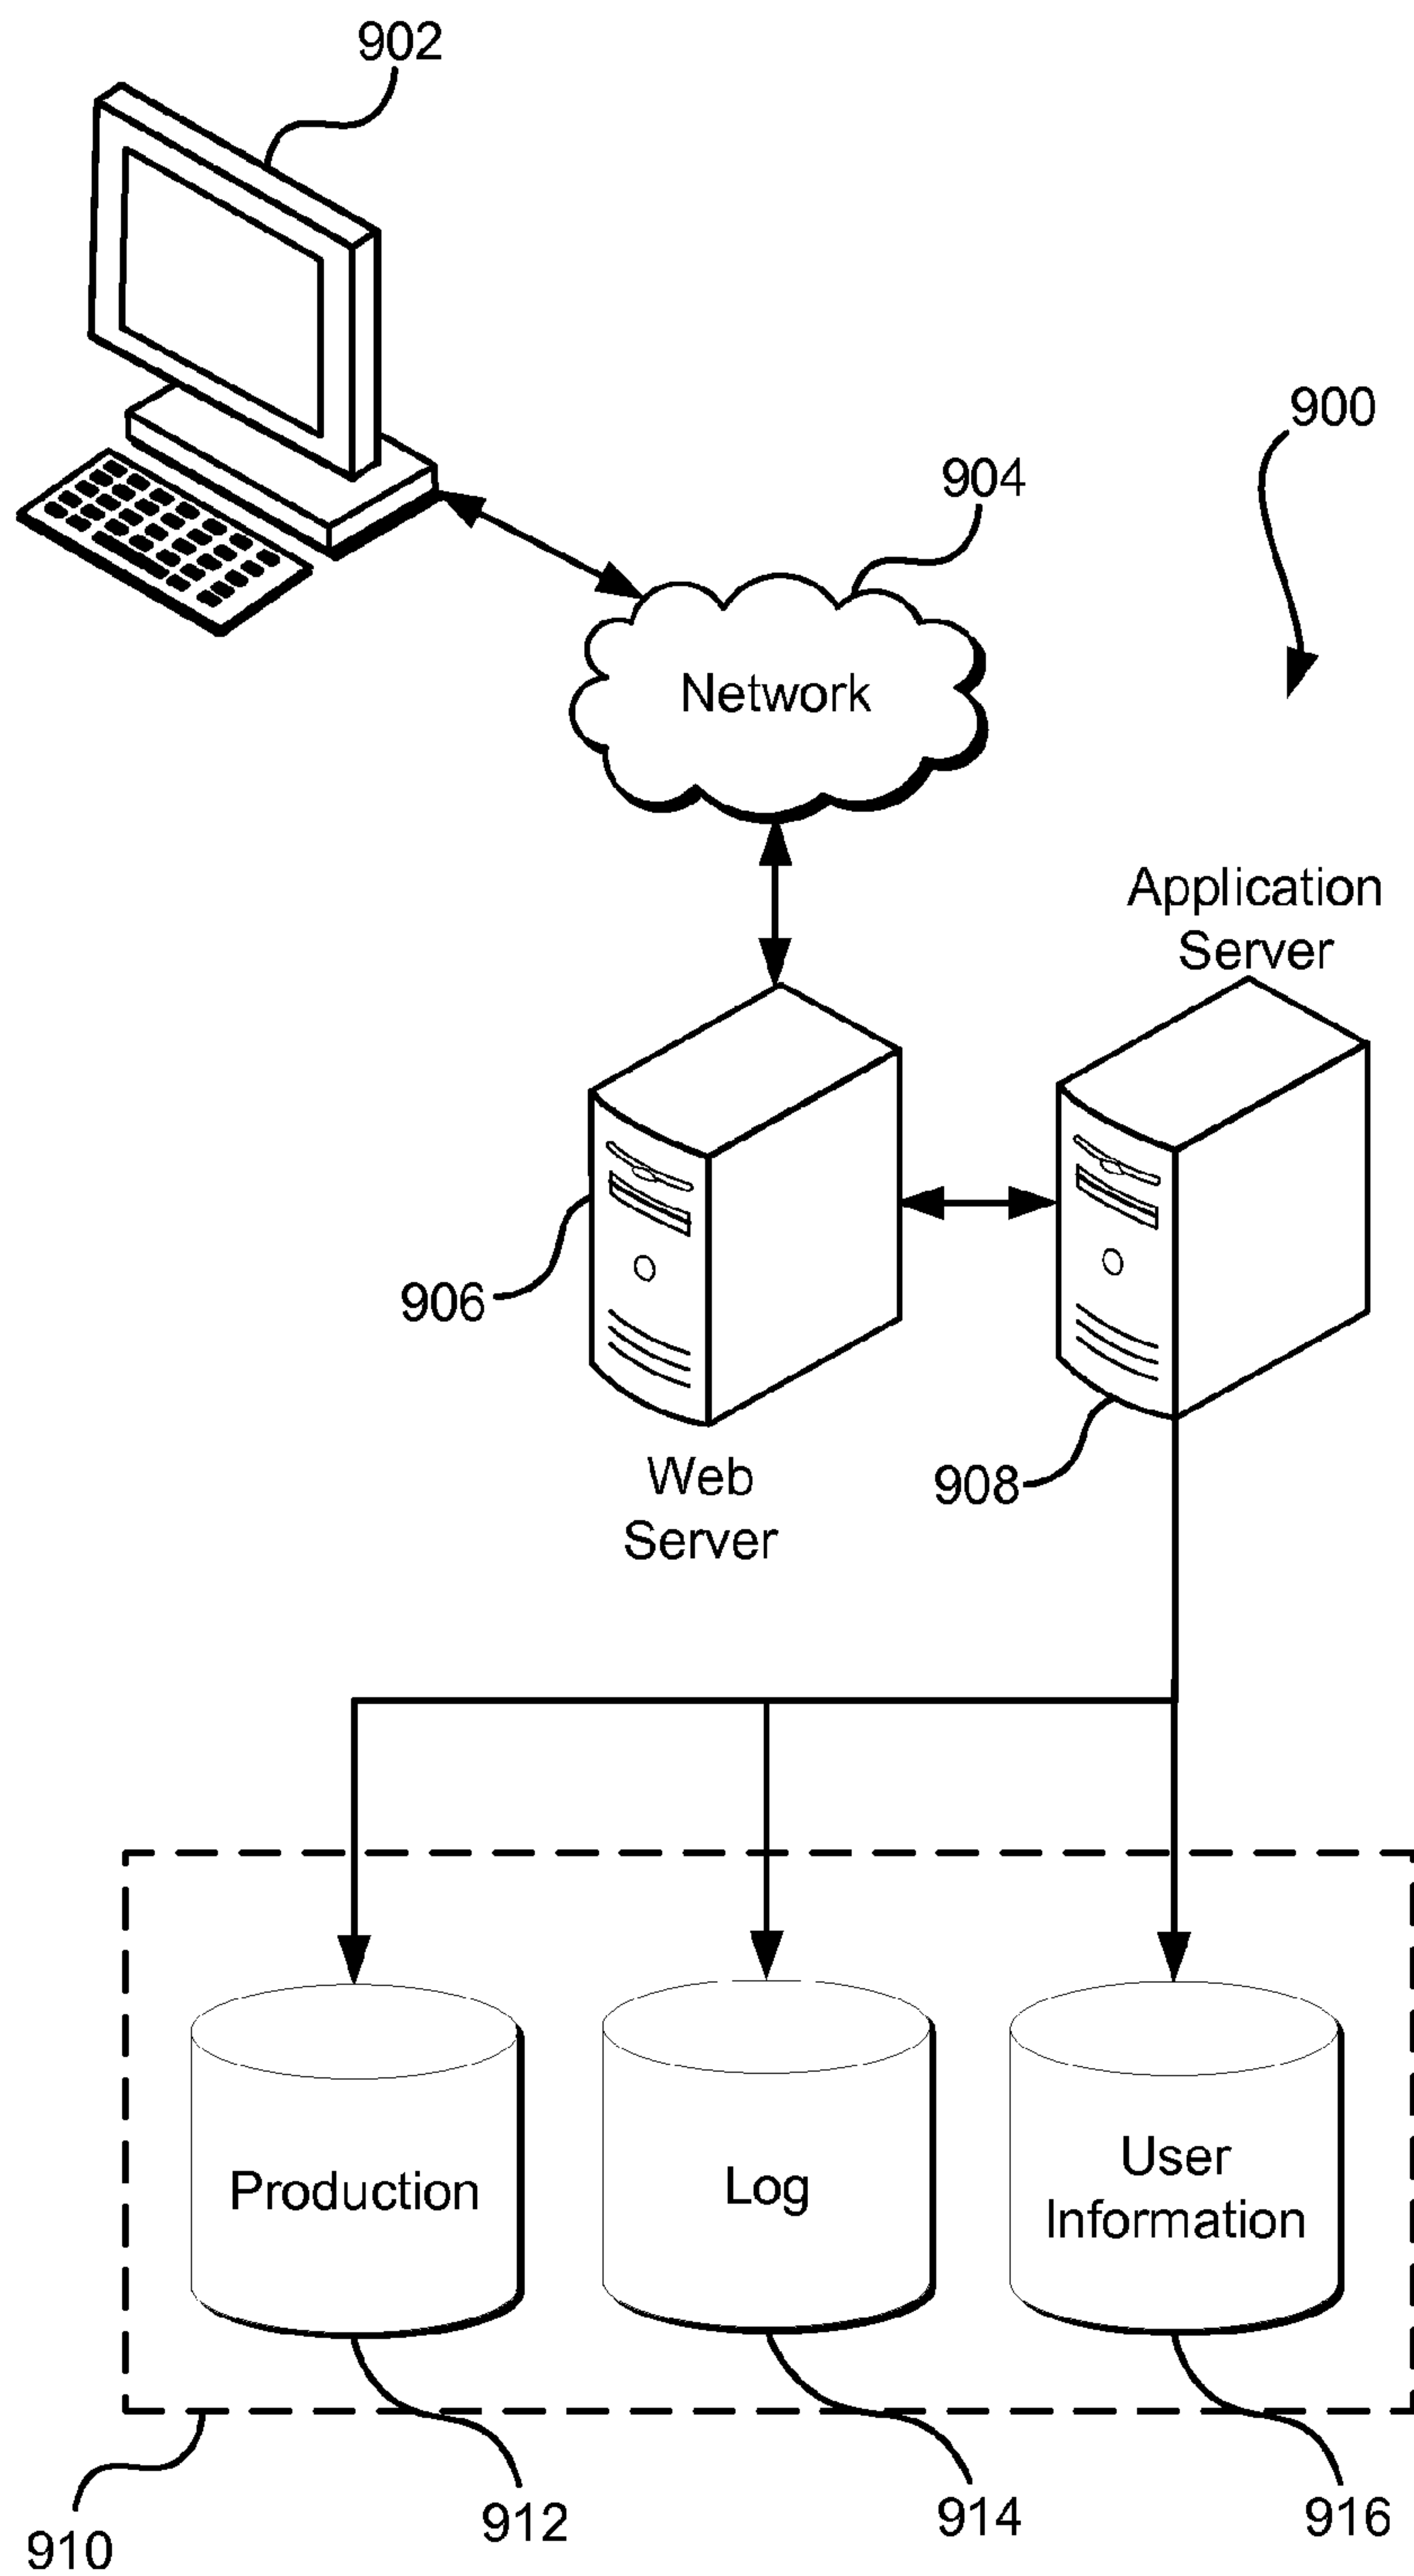 902
900
904
Network
Application
Server
906
Web
Server
908
Production
Log
User
Information
910
912
914
916